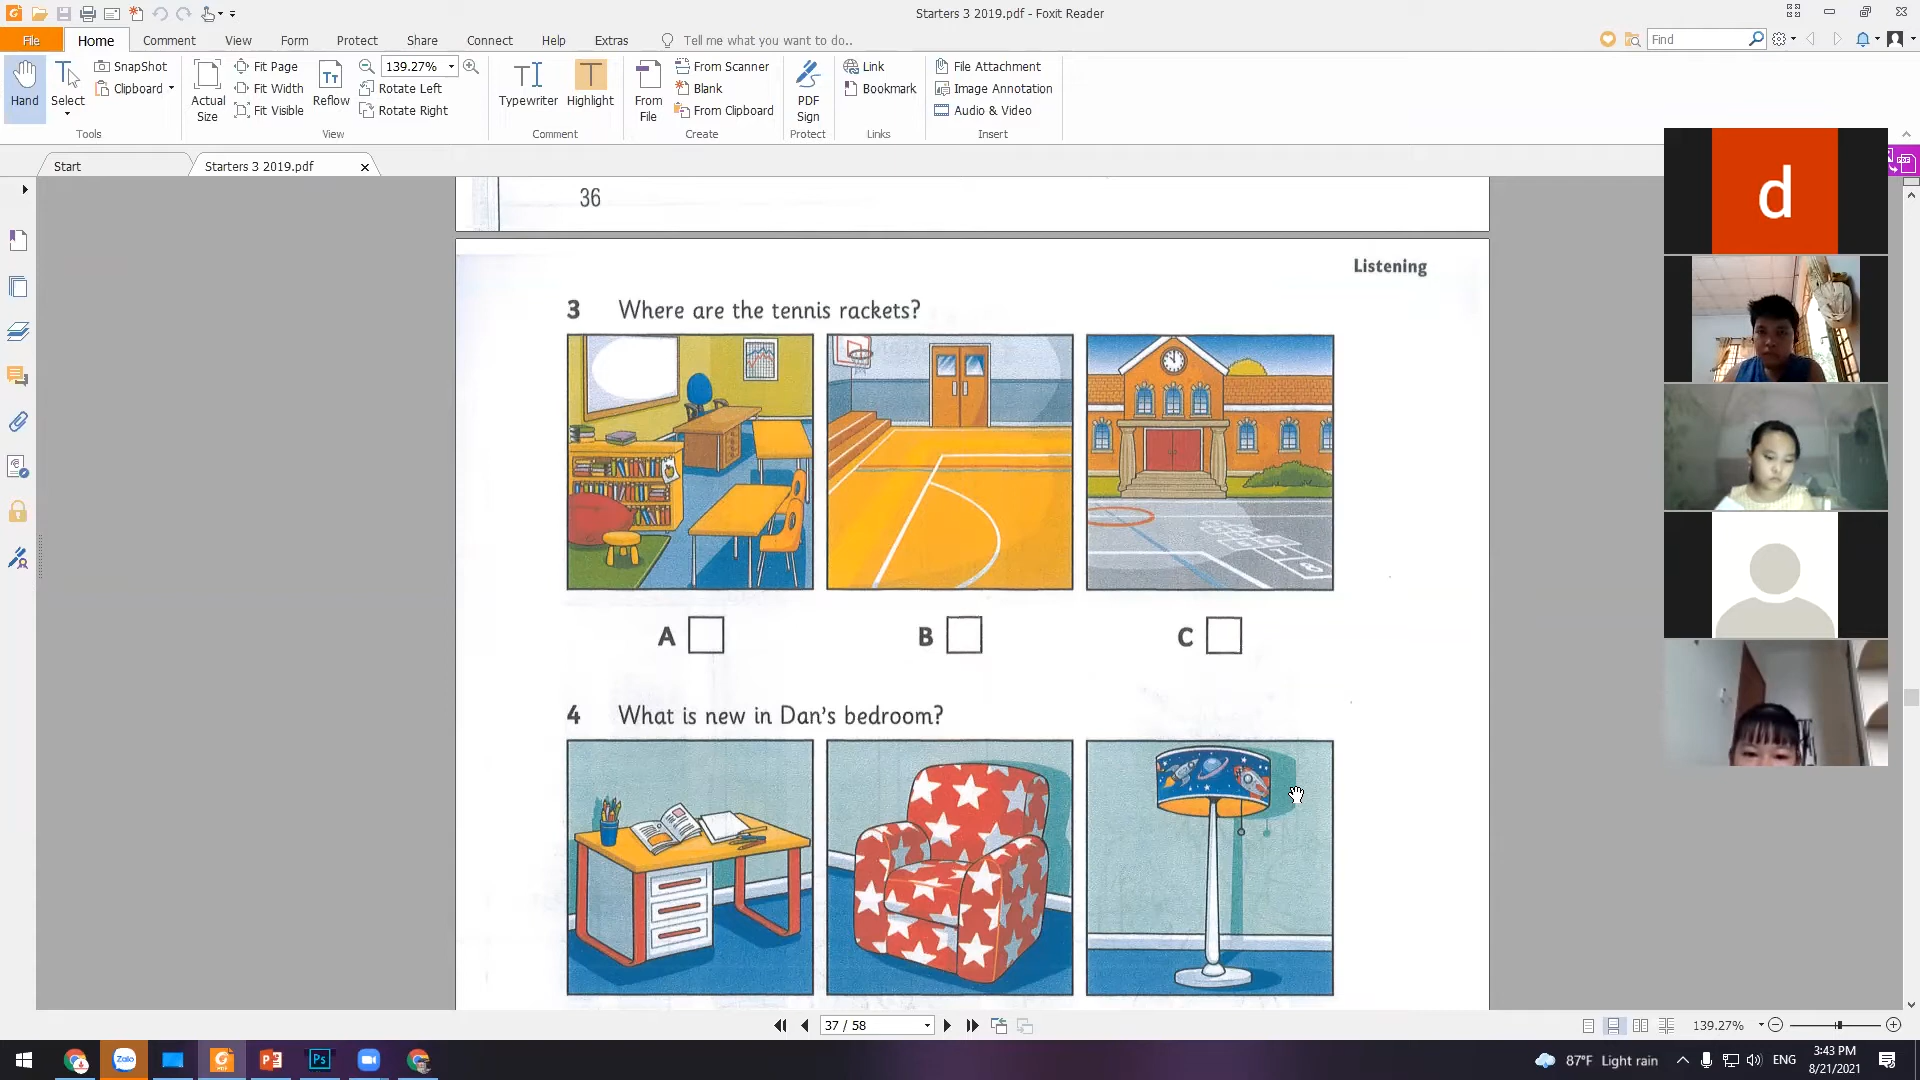 Starters 3 2019.pdf - Foxit Reader
File Home Comment View Form Protect Share Connect Help Extras Tell me what you want to do.. Find
Hand
Select
SnapShot
Clipboard
Tools
Actual Size
Fit Page
Fit Width
Fit Visible
Reflow
139.27%
Rotate Left
Rotate Right
View
Typewriter
Highlight
Comment
From File
From Scanner
Blank
From Clipboard
Create
PDF Sign
Protect
Link
Bookmark
Links
File Attachment
Image Annotation
Audio & Video
Insert
Start
Starters 3 2019.pdf
36
Listening
3 Where are the tennis rackets?
A B C
4 What is new in Dan's bedroom?
d
37 / 58
139.27%
Zalo
Ps
87°F Light rain
ENG
3:43 PM
8/21/2021